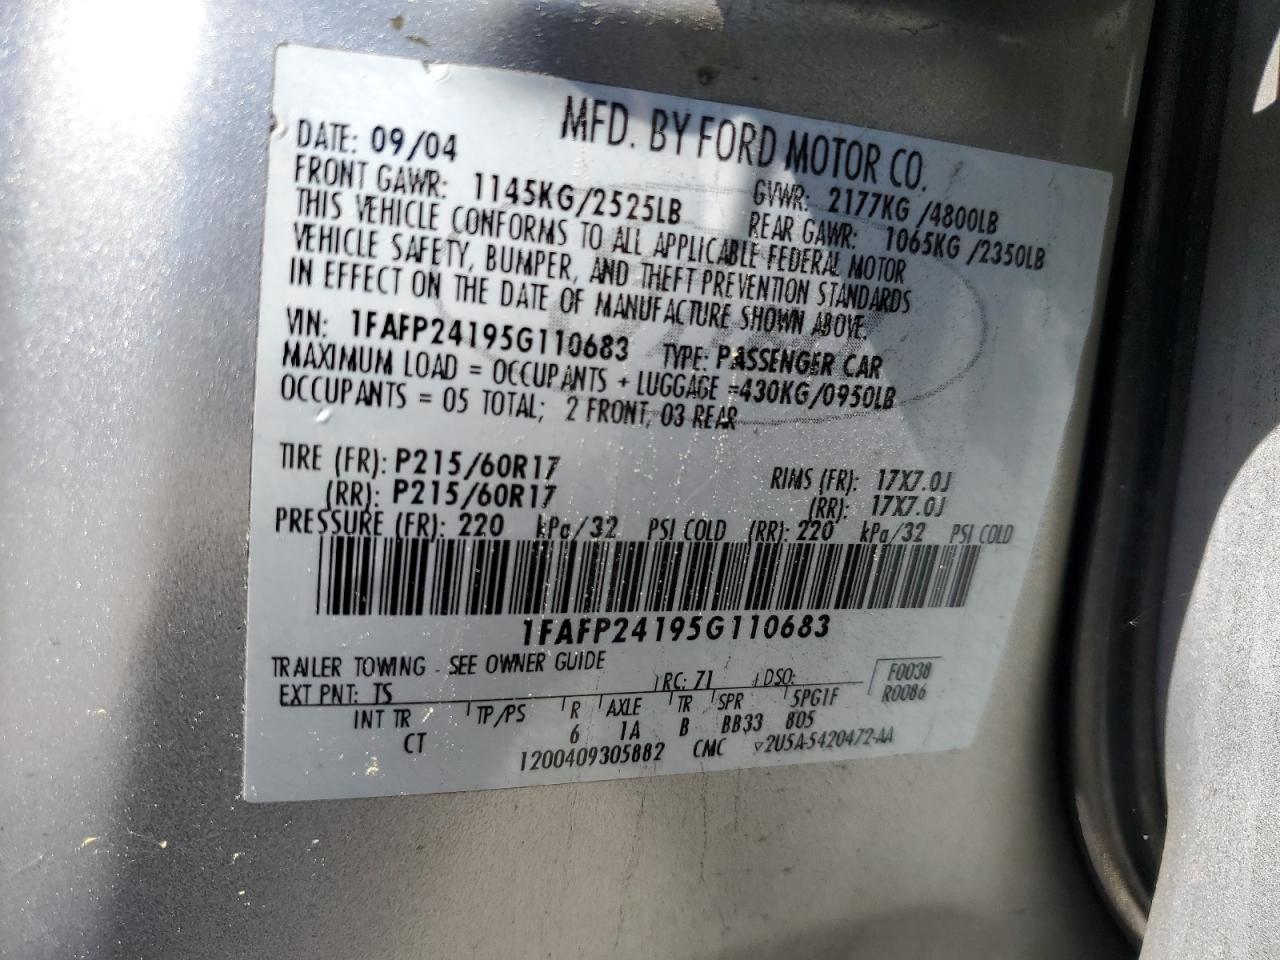 MFD. BY FORD MOTOR CO.
DATE: 09/04 GVWR: 2177KG /4800LB
FRONT GAWR: 1145KG/2525LB REAR GAWR: 1065KG /2350LB
THIS VEHICLE CONFORMS TO ALL APPLICABLE FEDERAL MOTOR
VEHICLE SAFETY, BUMPER, AND THEFT PREVENTION STANDARDS
IN EFFECT ON THE DATE OF MANUFACTURE SHOWN ABOVE.
VIN: 1FAFP24195G110683 TYPE: PASSENGER CAR
MAXIMUM LOAD = OCCUPANTS + LUGGAGE =430KG/0950LB
OCCUPANTS = 05 TOTAL; 2 FRONT, 03 REAR
TIRE (FR): P215/60R17 RIMS (FR): 17X7.0J
(RR): P215/60R17 (RR): 17X7.0J
PRESSURE (FR): 220 kPa/32 PSI COLD (RR): 220 kPa/32 PSI COLD
1FAFP24195G110683
TRAILER TOWING - SEE OWNER GUIDE F0038
EXT PNT: TS RC: 71 DSO: R0086
INT TR TP/PS R AXLE TR SPR 5PG1F
CT 6 1A B BB33 805
1200409305882 CMC 2U5A-5420472-AA